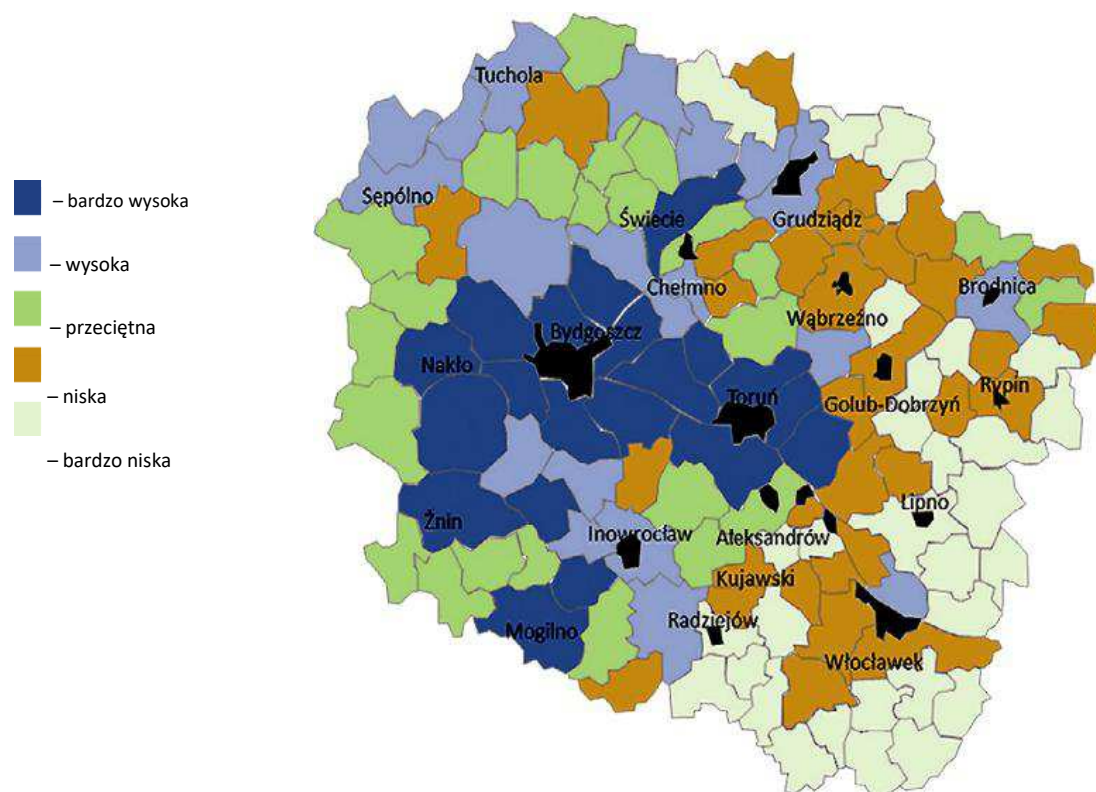 – bardzo wysoka
– wysoka
– przeciętna
– niska
– bardzo niska
Tuchola
Sępólno
Świecie
Grudziądz
Chełmno
Brodnica
Wąbrzeźno
Bydgoszcz
Nakło
Toruń
Golub-Dobrzyń
Rypin
Żnin
Lipno
Inowrocław
Aleksandrów
Kujawski
Radziejów
Mogilno
Włocławek